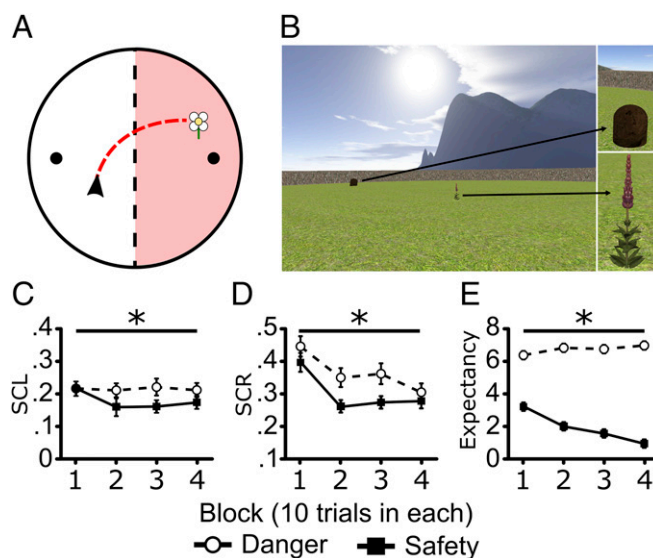 A
B
C
D
E
*
*
*
SCL
.4
.3
.2
.1
0
1 2 3 4
SCR
.5
.4
.3
.2
.1
1 2 3 4
Expectancy
8
6
4
2
0
1 2 3 4
Block (10 trials in each)
Danger Safety